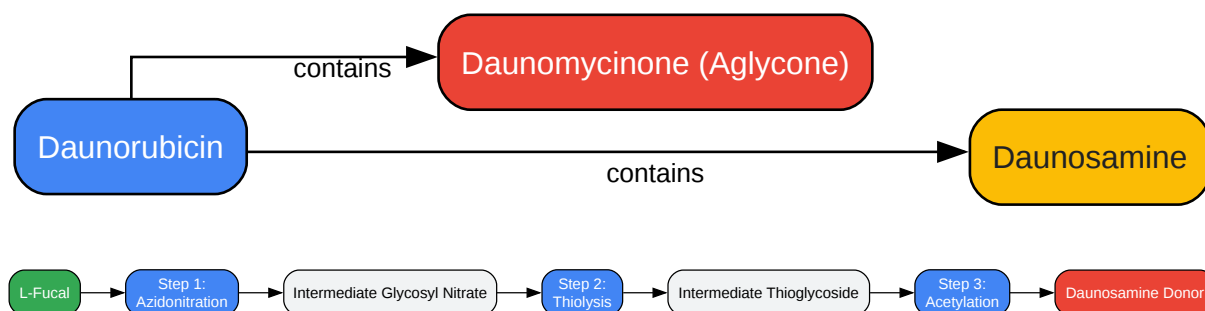 Daunomycinone (Aglycone)
contains
Daunorubicin
contains
Daunosamine
L-Fucal
Step 1:
Azidonitration
Intermediate Glycosyl Nitrate
Step 2:
Thiolysis
Intermediate Thioglycoside
Step 3:
Acetylation
Daunosamine Donor